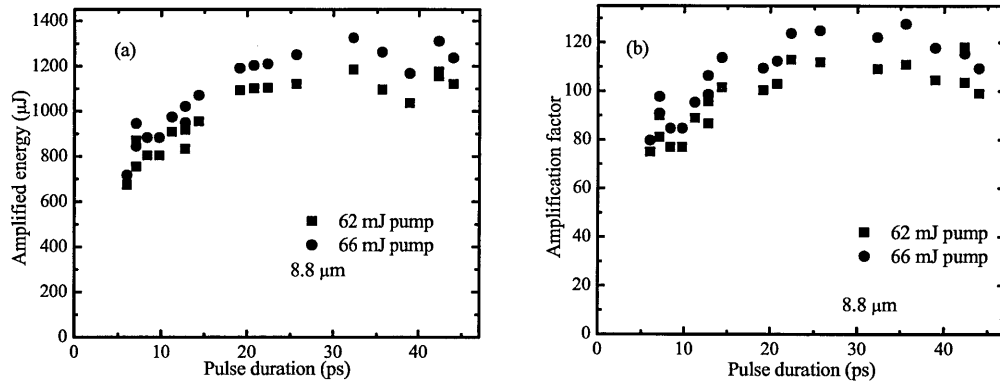 (a)
Amplified energy (μJ)
1400
1200
1000
800
600
400
200
0
62 mJ pump
66 mJ pump
8.8 μm
0
10
20
30
40
Pulse duration (ps)
(b)
Amplification factor
120
100
80
60
40
20
0
62 mJ pump
66 mJ pump
8.8 μm
0
10
20
30
40
Pulse duration (ps)